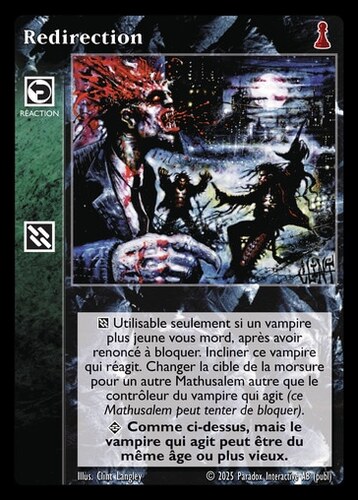 Redirection
RÉACTION
Utilisable seulement si un vampire
plus jeune vous mord, après avoir
renoncé à bloquer. Incliner ce vampire
qui réagit. Changer la cible de la morsure
pour un autre Mathusalem autre que le
contrôleur du vampire qui agit (ce
Mathusalem peut tenter de bloquer).
Comme ci-dessus, mais le
vampire qui agit peut être du
même âge ou plus vieux.
Illus. Clint Langley © 2025 Paradox Interactive AB (publ)